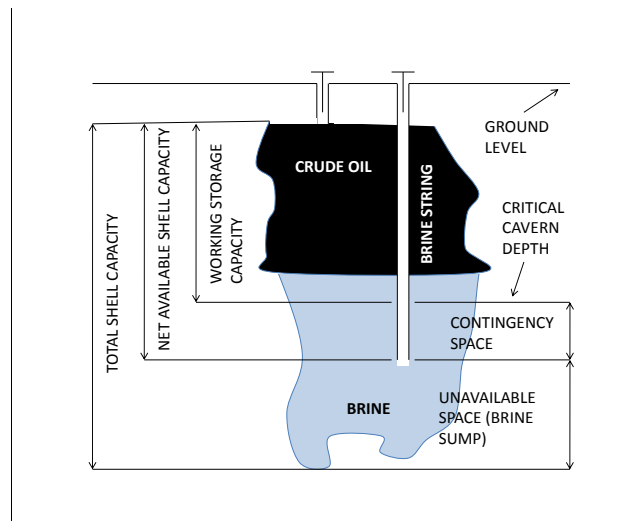 GROUND
LEVEL
CRUDE OIL
BRINE STRING
CRITICAL
CAVERN
DEPTH
TOTAL SHELL CAPACITY
NET AVAILABLE SHELL CAPACITY
WORKING STORAGE
CAPACITY
CONTINGENCY
SPACE
BRINE
UNAVAILABLE
SPACE (BRINE
SUMP)